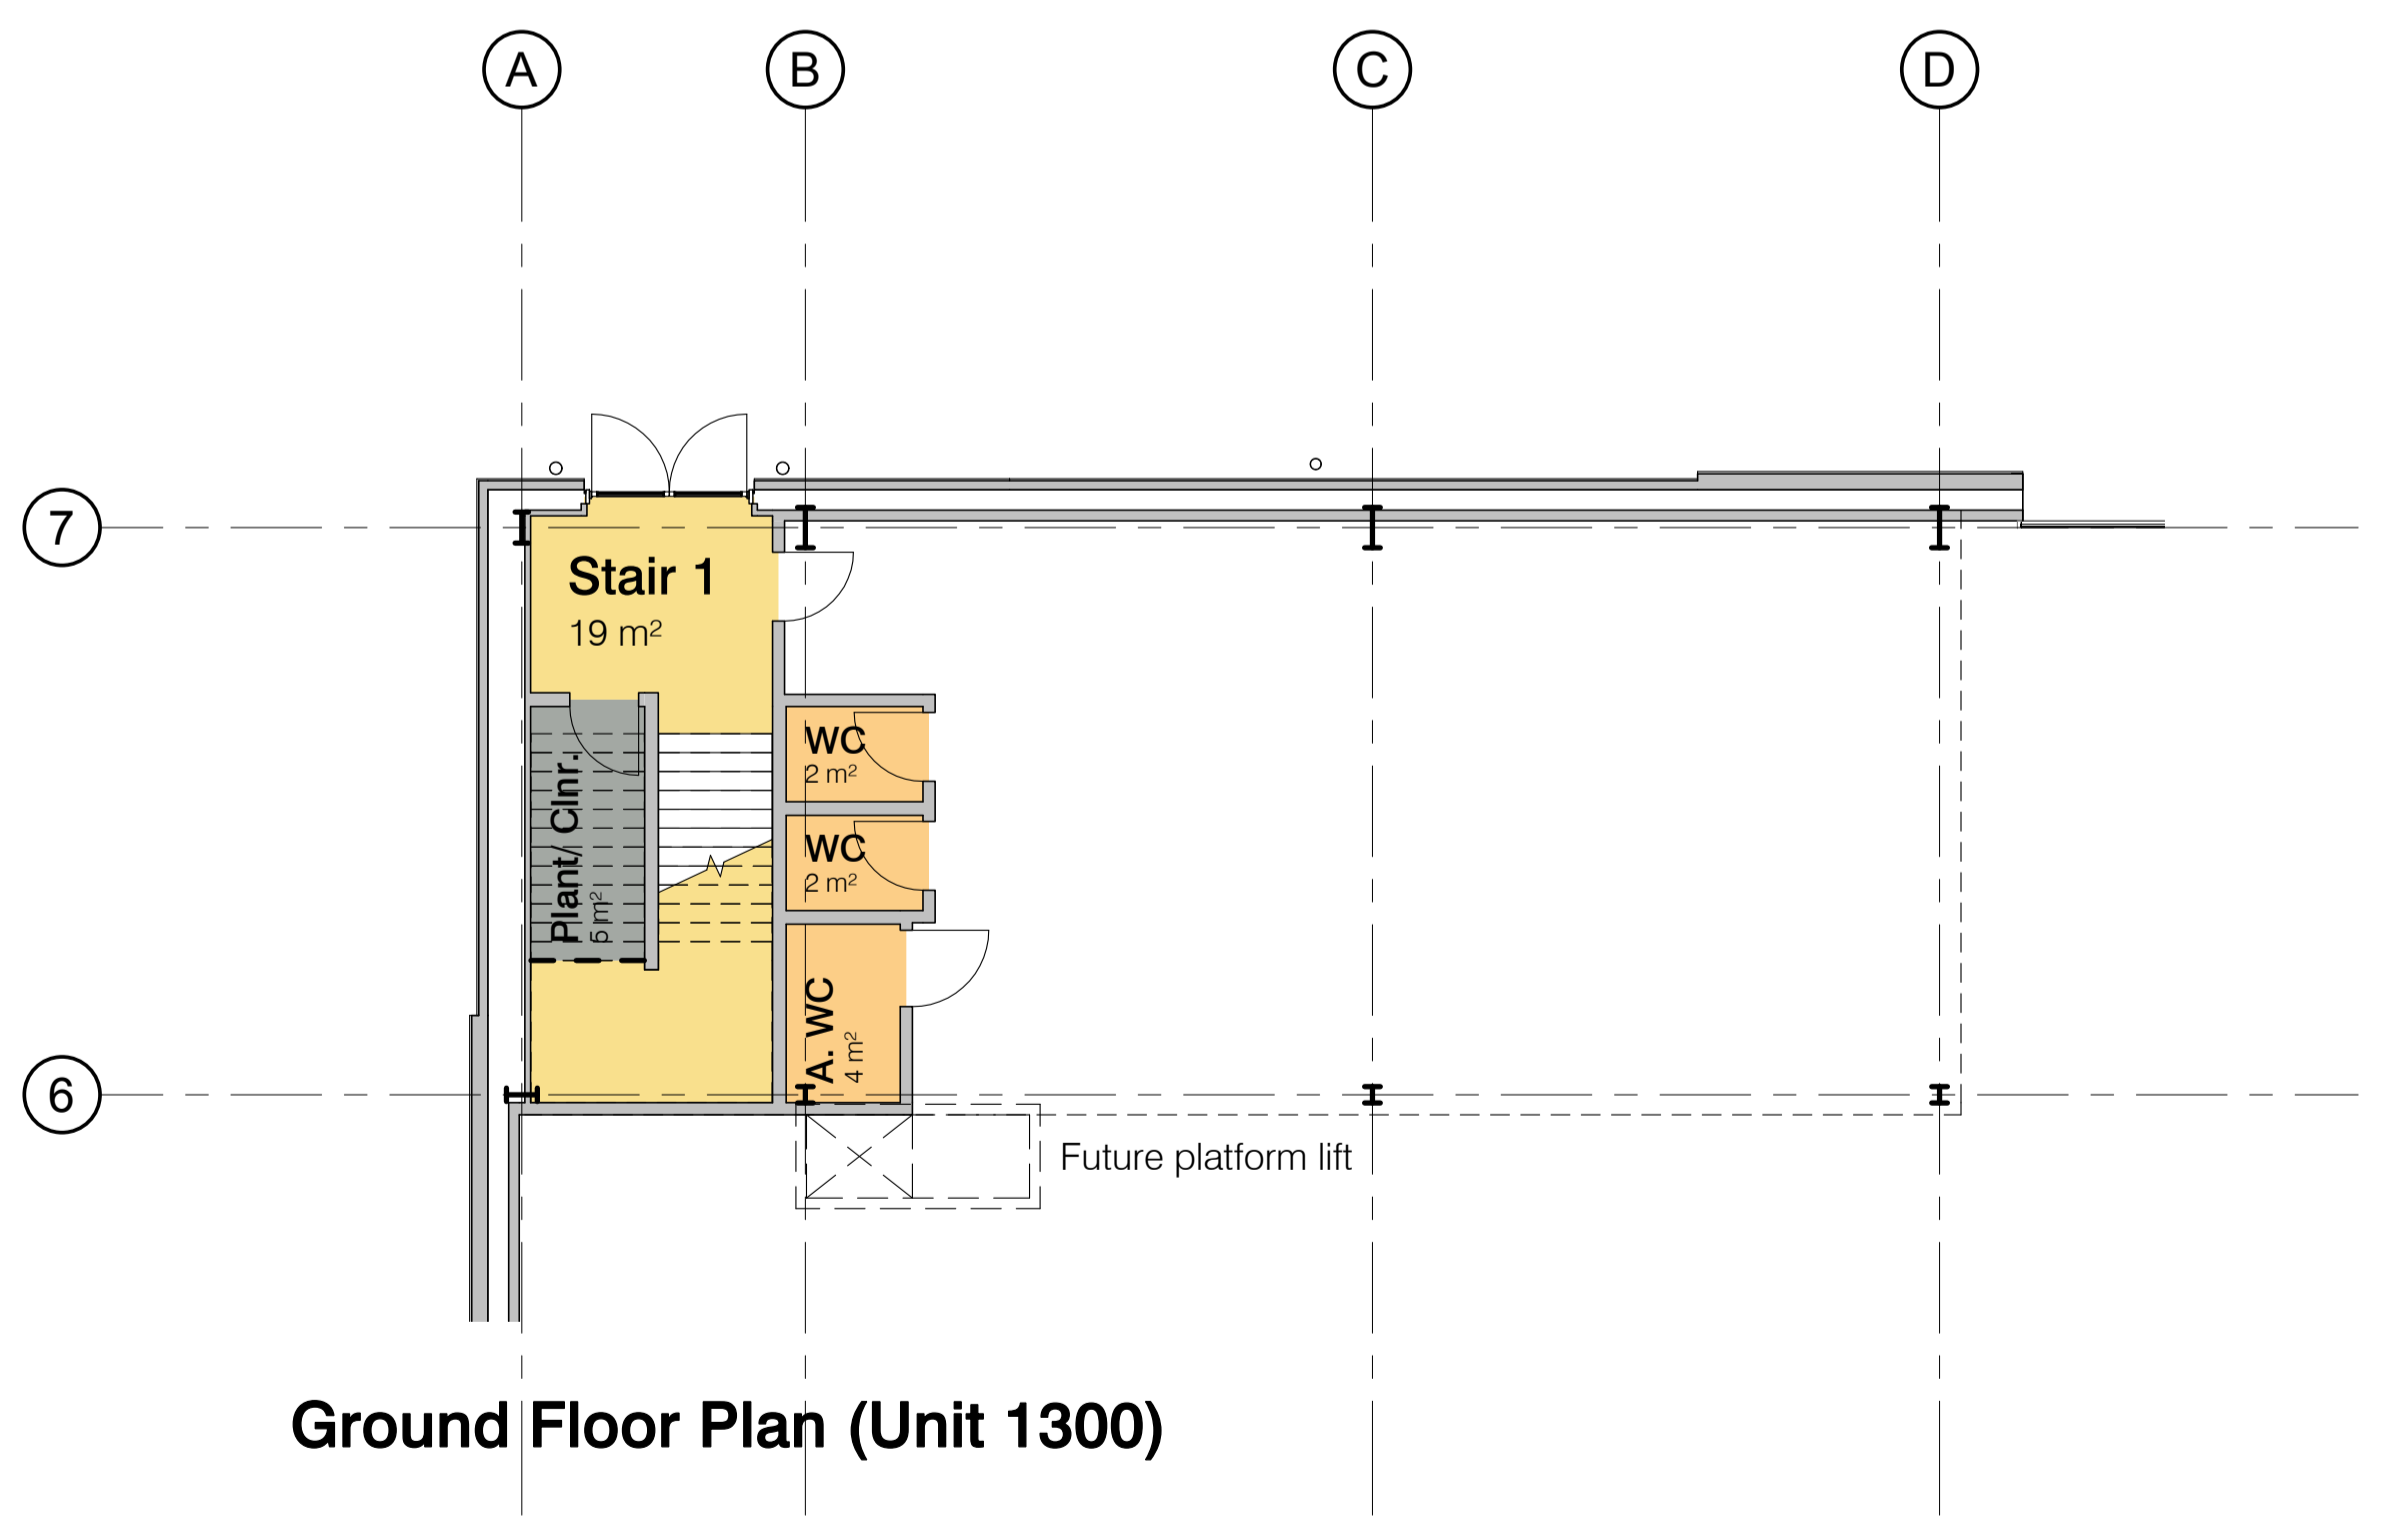 A
B
C
D
7
Stair 1
19 m²
WC
2 m²
Plant/ Clnr.
5 m²
WC
2 m²
A. WC
4 m²
6
Future platform lift
Ground Floor Plan (Unit 1300)